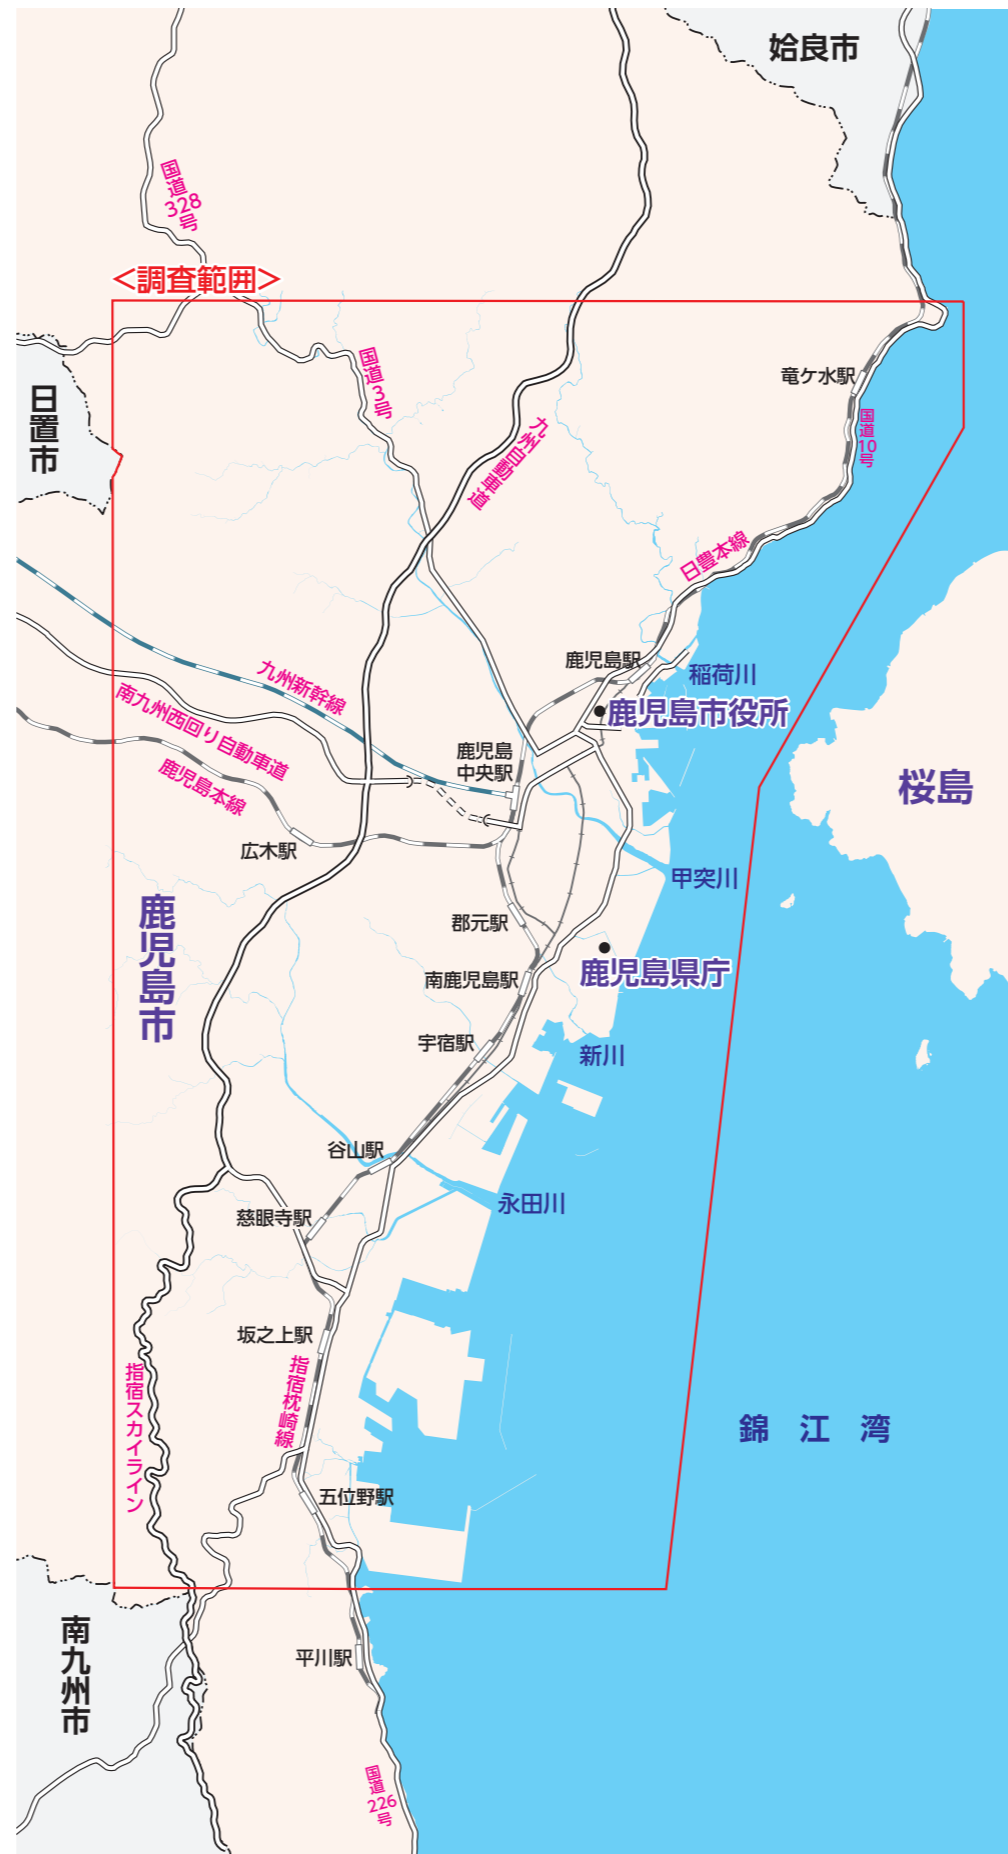 姶良市
国道328号
<調査範囲>
国道3号
竜ケ水駅
日置市
国道10号
九州自動車道
日豊本線
鹿児島駅
稲荷川
九州新幹線
南九州西回り自動車道
鹿児島市役所
鹿児島
中央駅
鹿児島本線
桜島
広木駅
甲突川
鹿児島市
郡元駅
鹿児島県庁
南鹿児島駅
宇宿駅
新川
谷山駅
永田川
慈眼寺駅
坂之上駅
指宿枕崎線
指宿スカイライン
錦江湾
五位野駅
南九州市
平川駅
国道226号